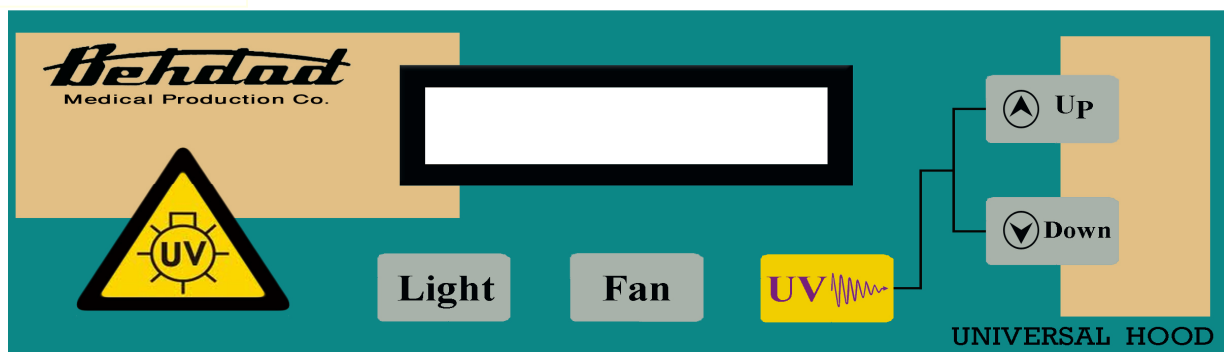 Behdad
Medical Production Co.
UP
Down
UV
Light
Fan
UV
UNIVERSAL HOOD